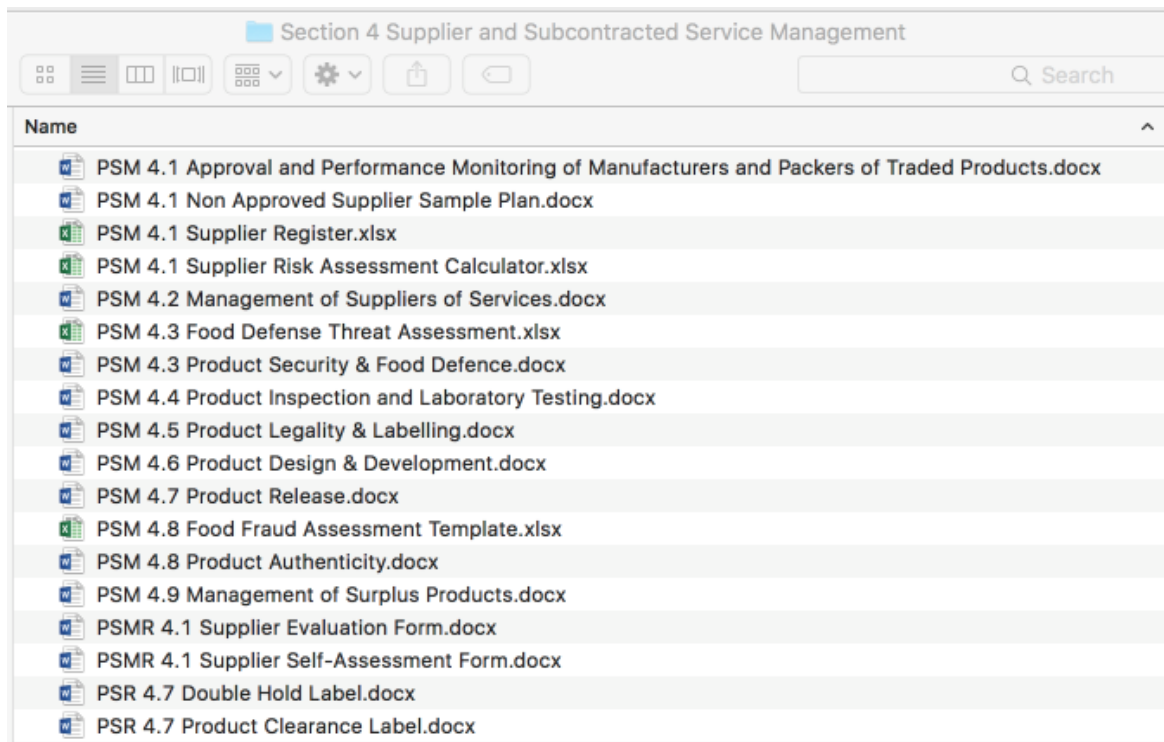 Section 4 Supplier and Subcontracted Service Management
Search
Name
PSM 4.1 Approval and Performance Monitoring of Manufacturers and Packers of Traded Products.docx
PSM 4.1 Non Approved Supplier Sample Plan.docx
PSM 4.1 Supplier Register.xlsx
PSM 4.1 Supplier Risk Assessment Calculator.xlsx
PSM 4.2 Management of Suppliers of Services.docx
PSM 4.3 Food Defense Threat Assessment.xlsx
PSM 4.3 Product Security & Food Defence.docx
PSM 4.4 Product Inspection and Laboratory Testing.docx
PSM 4.5 Product Legality & Labelling.docx
PSM 4.6 Product Design & Development.docx
PSM 4.7 Product Release.docx
PSM 4.8 Food Fraud Assessment Template.xlsx
PSM 4.8 Product Authenticity.docx
PSM 4.9 Management of Surplus Products.docx
PSMR 4.1 Supplier Evaluation Form.docx
PSMR 4.1 Supplier Self-Assessment Form.docx
PSR 4.7 Double Hold Label.docx
PSR 4.7 Product Clearance Label.docx